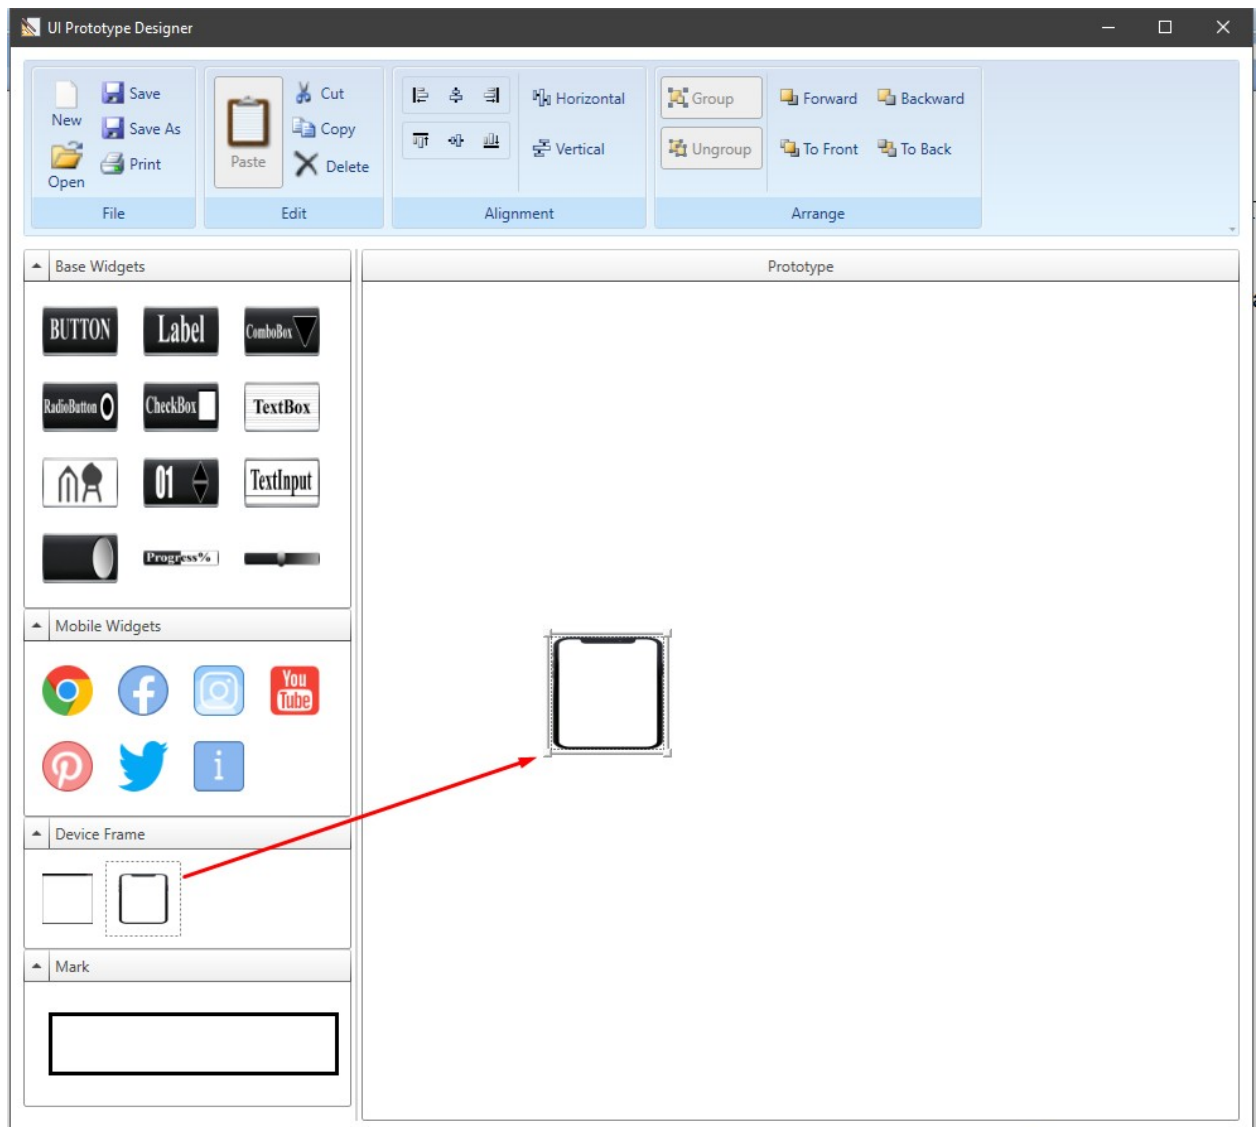 UI Prototype Designer
New
Open
Save
Save As
Print
File
Paste
Cut
Copy
Delete
Edit
Horizontal
Vertical
Alignment
Group
Ungroup
Forward
Backward
To Front
To Back
Arrange
Base Widgets
BUTTON
Label
ComboBox
RadioButton
CheckBox
TextBox
01
TextInput
Progress%
Mobile Widgets
You
Tube
i
Device Frame
Mark
Prototype